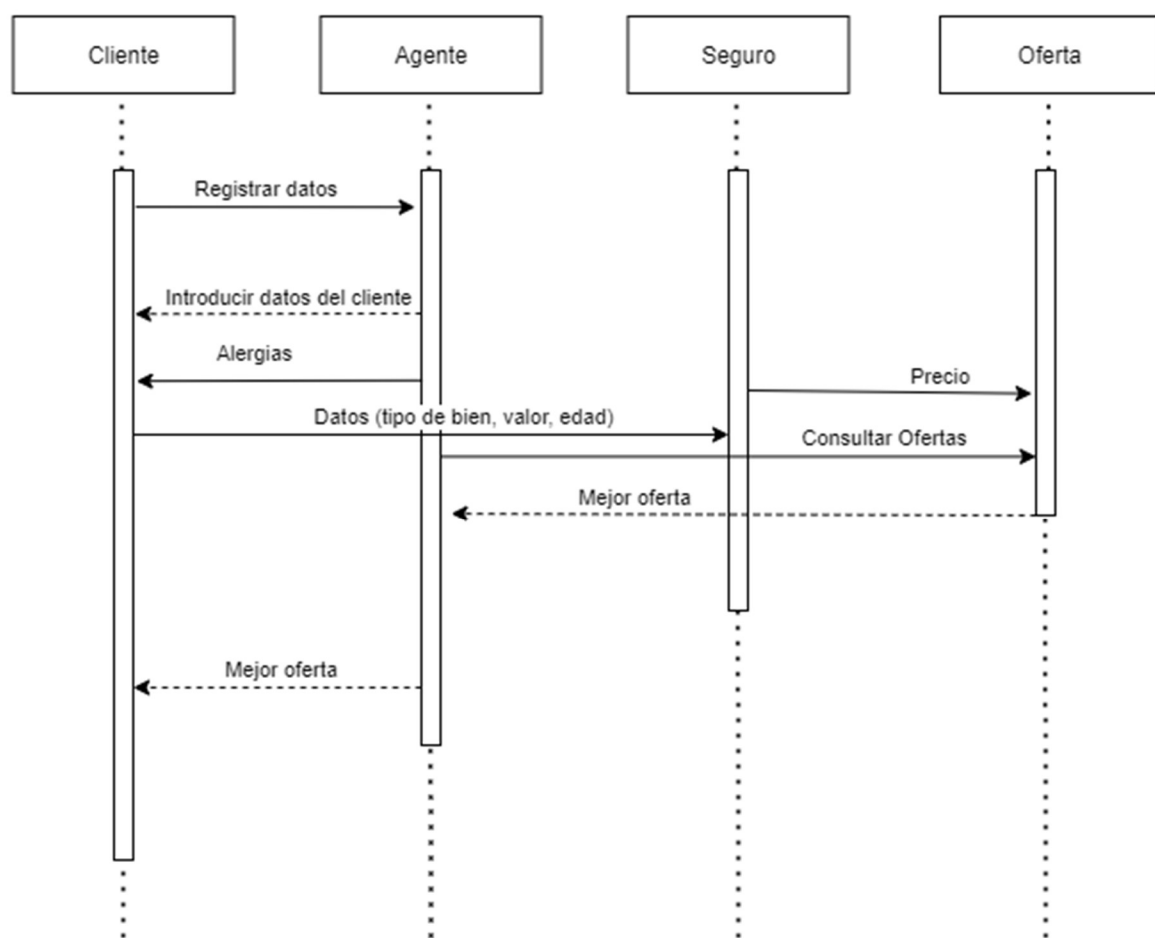 Cliente
Agente
Seguro
Oferta
Registrar datos
Introducir datos del cliente
Alergias
Precio
Datos (tipo de bien, valor, edad)
Consultar Ofertas
Mejor oferta
Mejor oferta